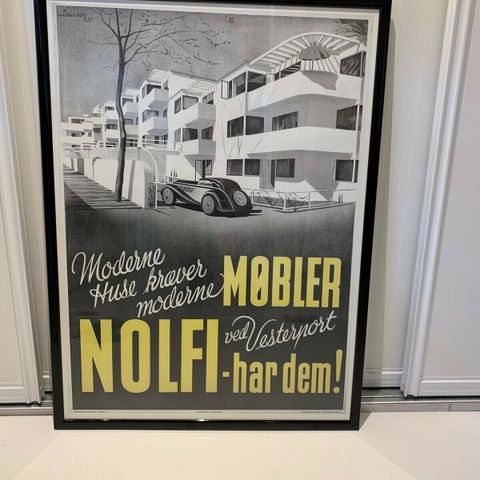 Moderne
Huse kræver
moderne MØBLER
ved Vesterport
NOLFI - har dem!